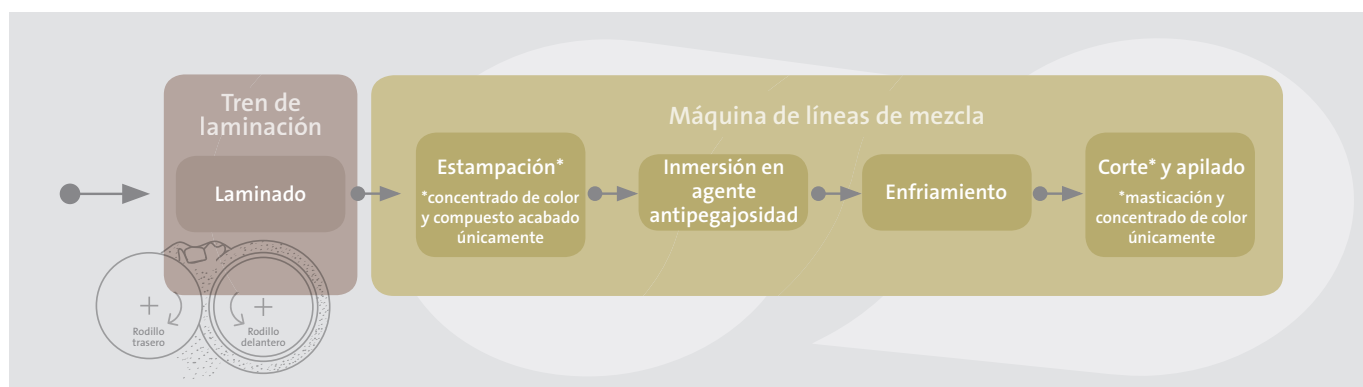 Tren de
laminación
Laminado
Rodillo
trasero
Rodillo
delantero
Máquina de líneas de mezcla
Estampación*
*concentrado de color
y compuesto acabado
únicamente
Inmersión en
agente
antipegajosidad
Enfriamiento
Corte* y apilado
*masticación y
concentrado de color
únicamente